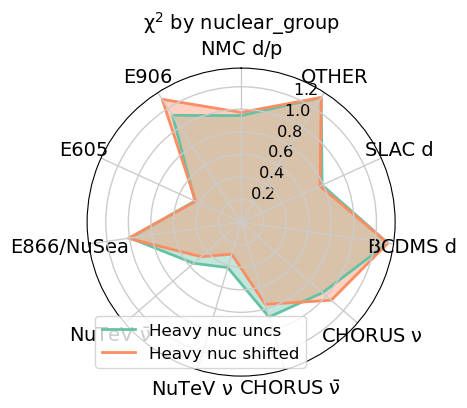 χ² by nuclear_group
NMC d/p
E906
OTHER
1.2
1.0
0.8
0.6
0.4
0.2
E605
SLAC d
E866/NuSea
BCDMS d
NuTeV ν̄
CHORUS ν
Heavy nuc uncs
Heavy nuc shifted
NuTeV ν
CHORUS ν̄